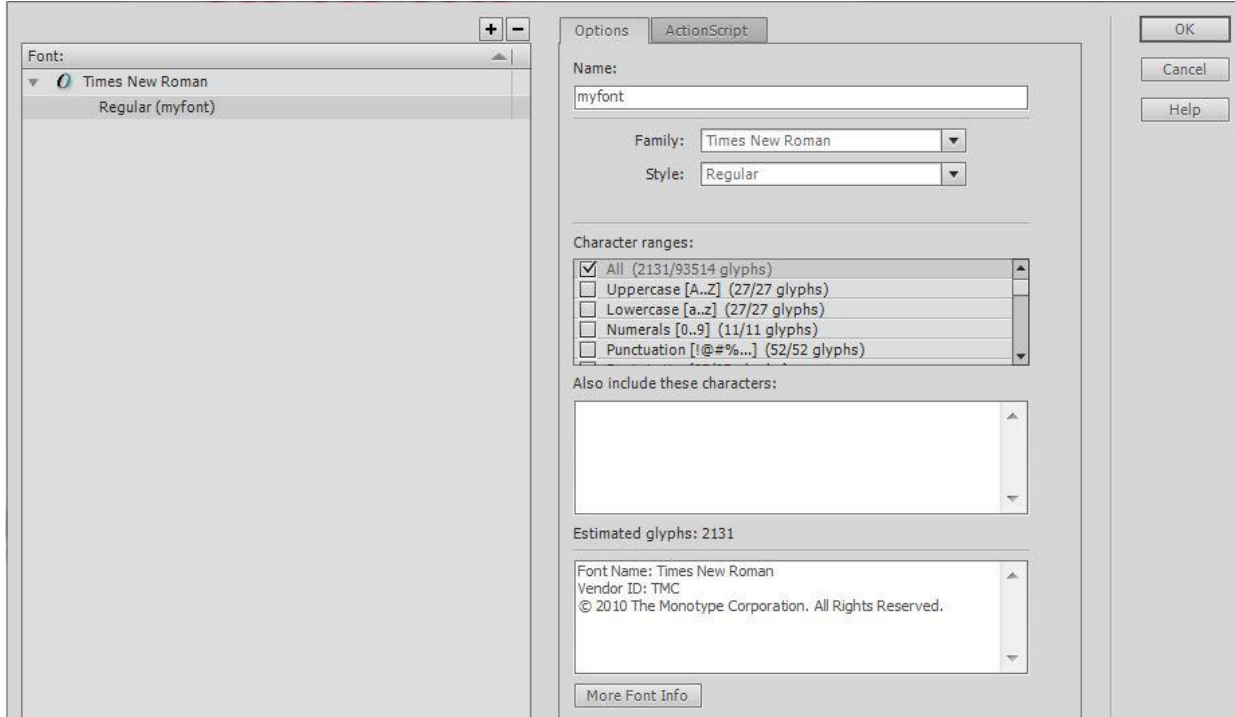 + -
Font:
Times New Roman
Regular (myfont)
Options ActionScript
Name:
myfont
Family: Times New Roman
Style: Regular
Character ranges:
All (2131/93514 glyphs)
Uppercase [A..Z] (27/27 glyphs)
Lowercase [a..z] (27/27 glyphs)
Numerals [0..9] (11/11 glyphs)
Punctuation [!@#%...] (52/52 glyphs)
Also include these characters:
Estimated glyphs: 2131
Font Name: Times New Roman
Vendor ID: TMC
© 2010 The Monotype Corporation. All Rights Reserved.
More Font Info
OK
Cancel
Help